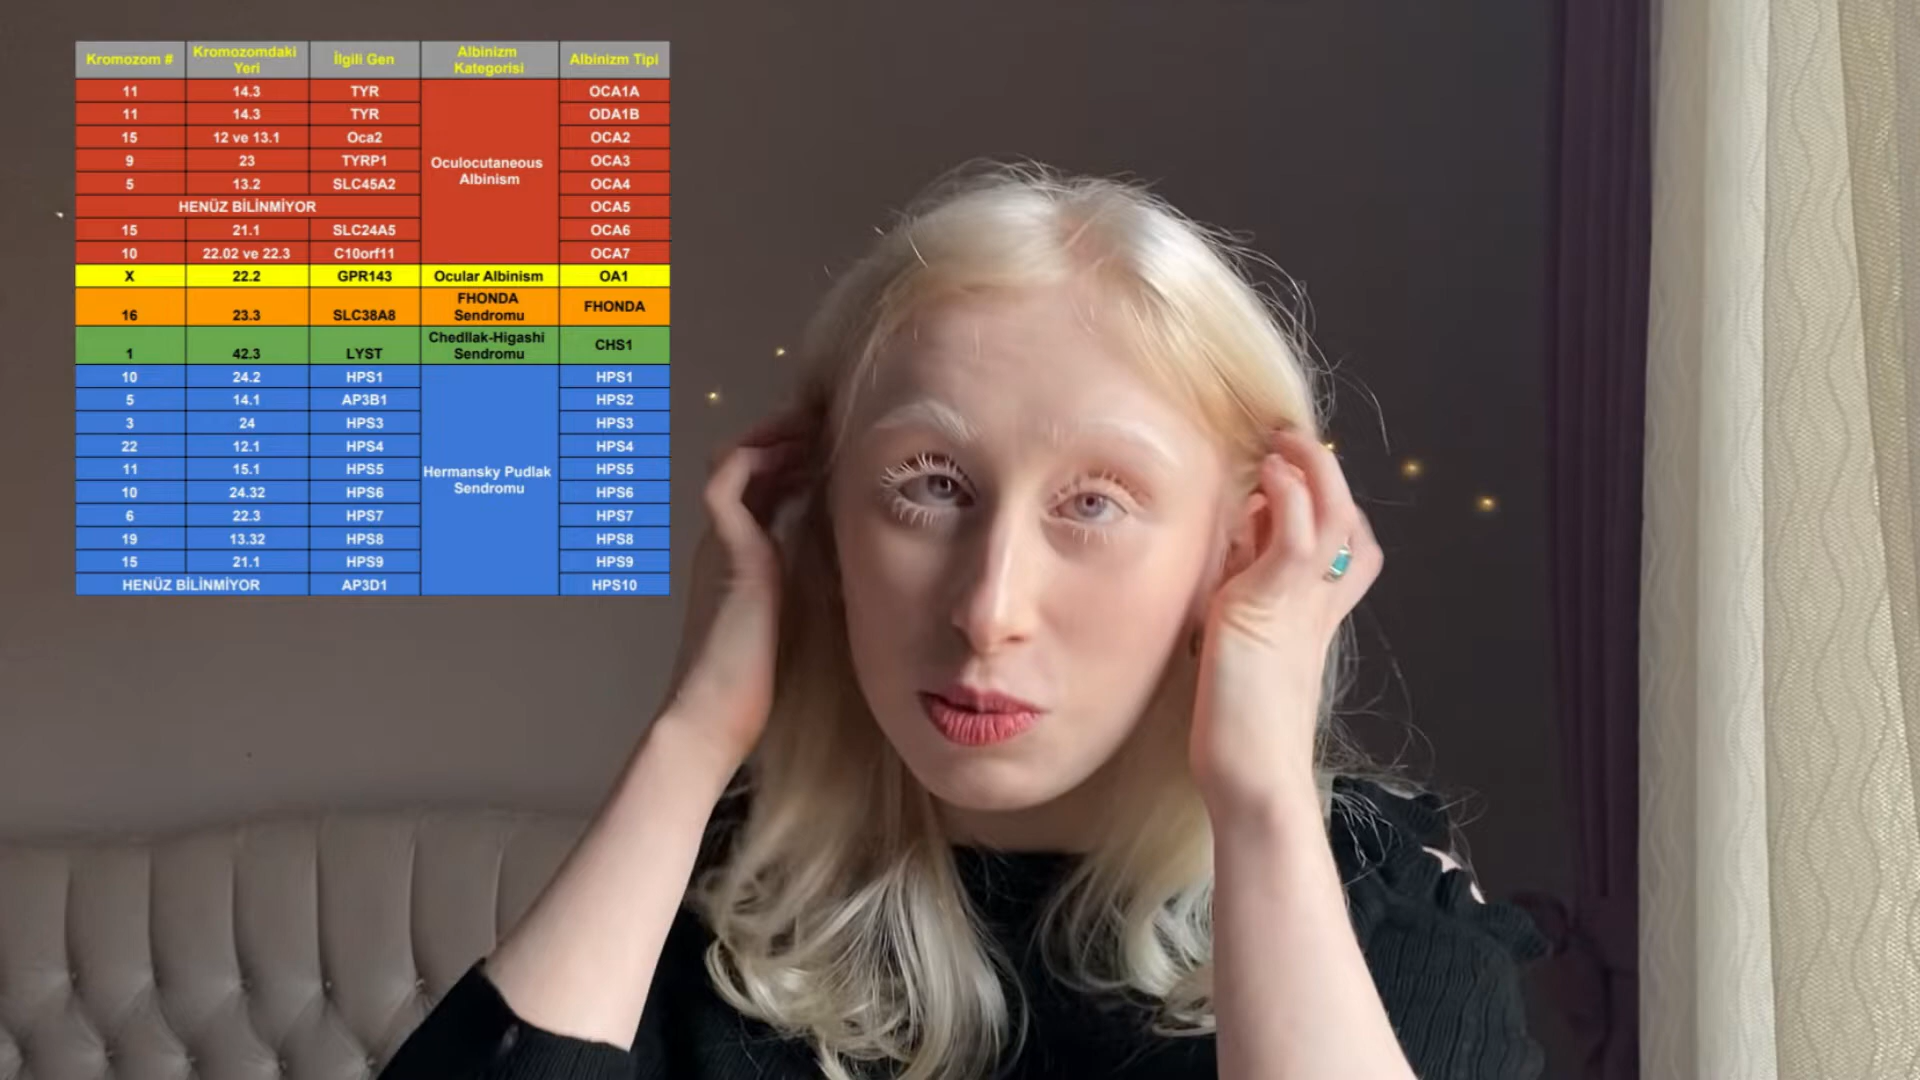 Kromozom # Kromozomdaki Yeri İlgili Gen Albinizm Kategorisi Albinizm Tipi
11 14.3 TYR OCA1A
11 14.3 TYR ODA1B
15 12 ve 13.1 Oca2 OCA2
9 23 TYRP1 Oculocutaneous Albinism OCA3
5 13.2 SLC45A2 OCA4
HENÜZ BİLİNMİYOR OCA5
15 21.1 SLC24A5 OCA6
10 22.02 ve 22.3 C10orf11 OCA7
X 22.2 GPR143 Ocular Albinism OA1
16 23.3 SLC38A8 FHONDA Sendromu FHONDA
1 42.3 LYST Chedllak-Higashi Sendromu CHS1
10 24.2 HPS1 HPS1
5 14.1 AP3B1 HPS2
3 24 HPS3 HPS3
22 12.1 HPS4 HPS4
11 15.1 HPS5 Hermansky Pudlak Sendromu HPS5
10 24.32 HPS6 HPS6
6 22.3 HPS7 HPS7
19 13.32 HPS8 HPS8
15 21.1 HPS9 HPS9
HENÜZ BİLİNMİYOR AP3D1 HPS10